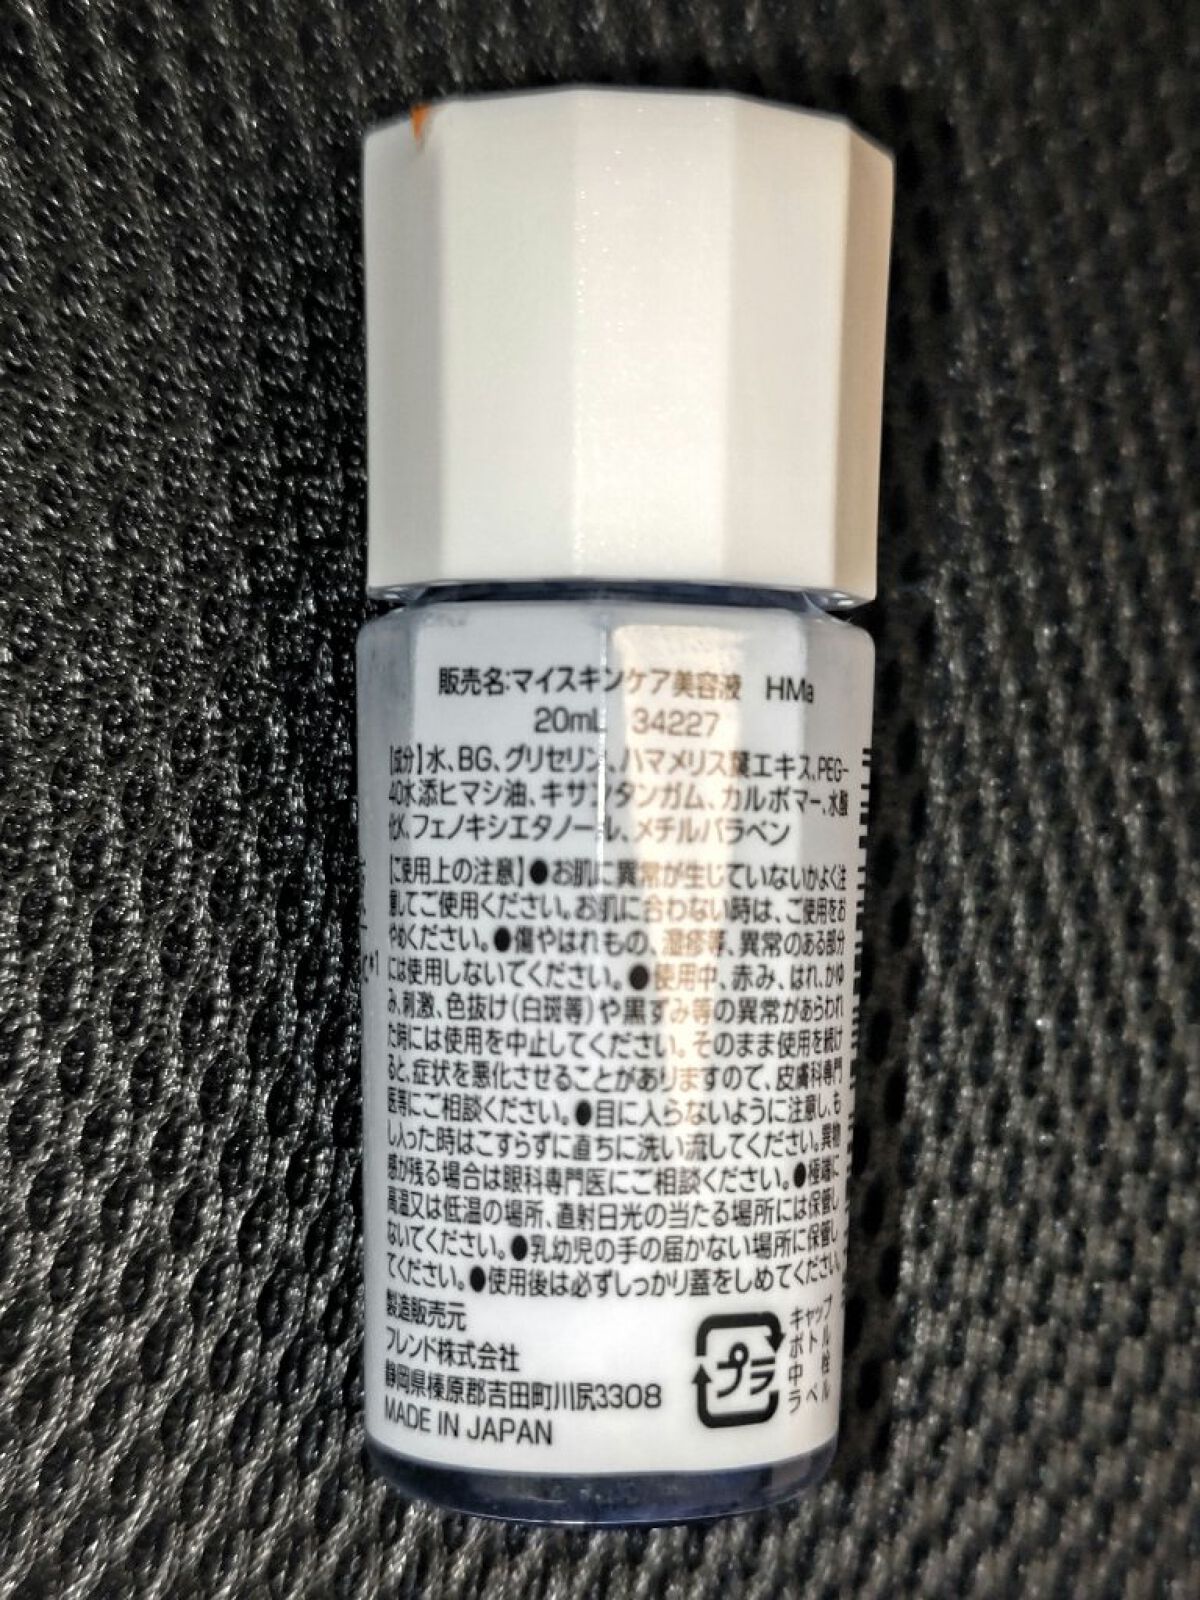 販売名:マイスキンケア美容液 HMa
20mL 34227
【成分】水、BG、グリセリン、ハマメリス葉エキス、PEG-
40水添ヒマシ油、キサンタンガム、カルボマー、水酸
化K、フェノキシエタノール、メチルパラベン
【ご使用上の注意】●お肌に異常が生じていないかよく注
意してご使用ください。お肌に合わない時は、ご使用をお
やめください。●傷やはれもの、湿疹等、異常のある部分
には使用しないでください。●使用中、赤み、はれ、かゆ
み、刺激、色抜け(白斑等)や黒ずみ等の異常があらわれ
た時には使用を中止してください。そのまま使用を続け
ると、症状を悪化させることがありますので、皮膚科専門
医等にご相談ください。●目に入らないように注意し、も
し入った時はこすらずに直ちに洗い流してください。異物
感が残る場合は眼科専門医にご相談ください。●極端に
高温又は低温の場所、直射日光の当たる場所には保管し
ないでください。●乳幼児の手の届かない場所に保管し
てください。●使用後は必ずしっかり蓋をしめてください。
製造販売元
フレンド株式会社
静岡県榛原郡吉田町川尻3308
MADE IN JAPAN
プラ
キャップ
ボトル
中栓
ラベル